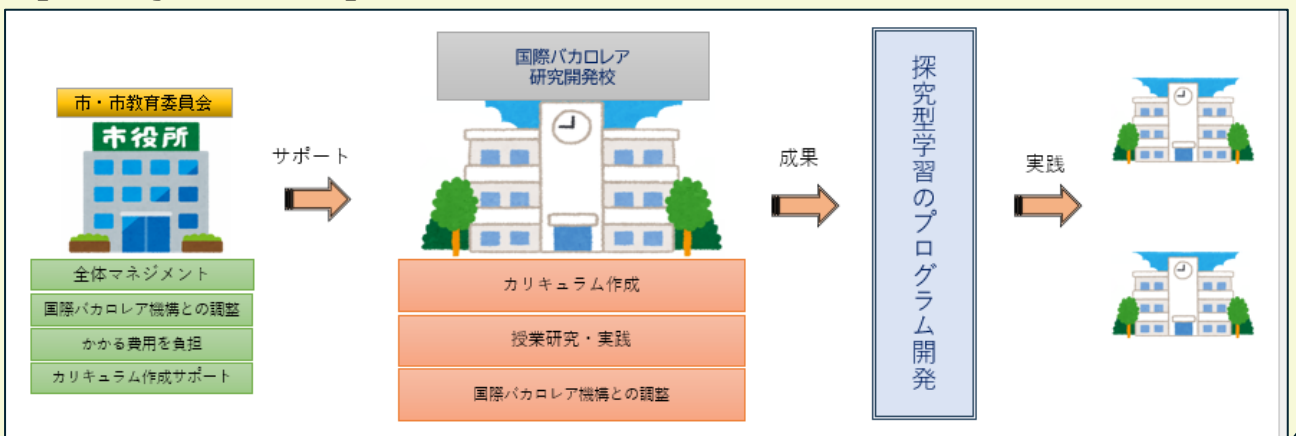 市・市教育委員会
市役所
全体マネジメント
国際バカロレア機構との調整
かかる費用を負担
カリキュラム作成サポート
サポート
国際バカロレア
研究開発校
カリキュラム作成
授業研究・実践
国際バカロレア機構との調整
成果
探究型学習のプログラム開発
実践